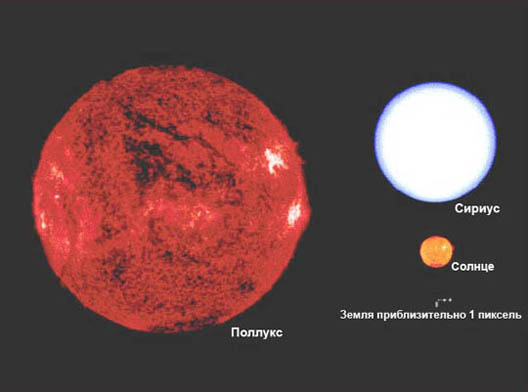 Сириус
Солнце
Земля приблизительно 1 пиксель
Поллукс